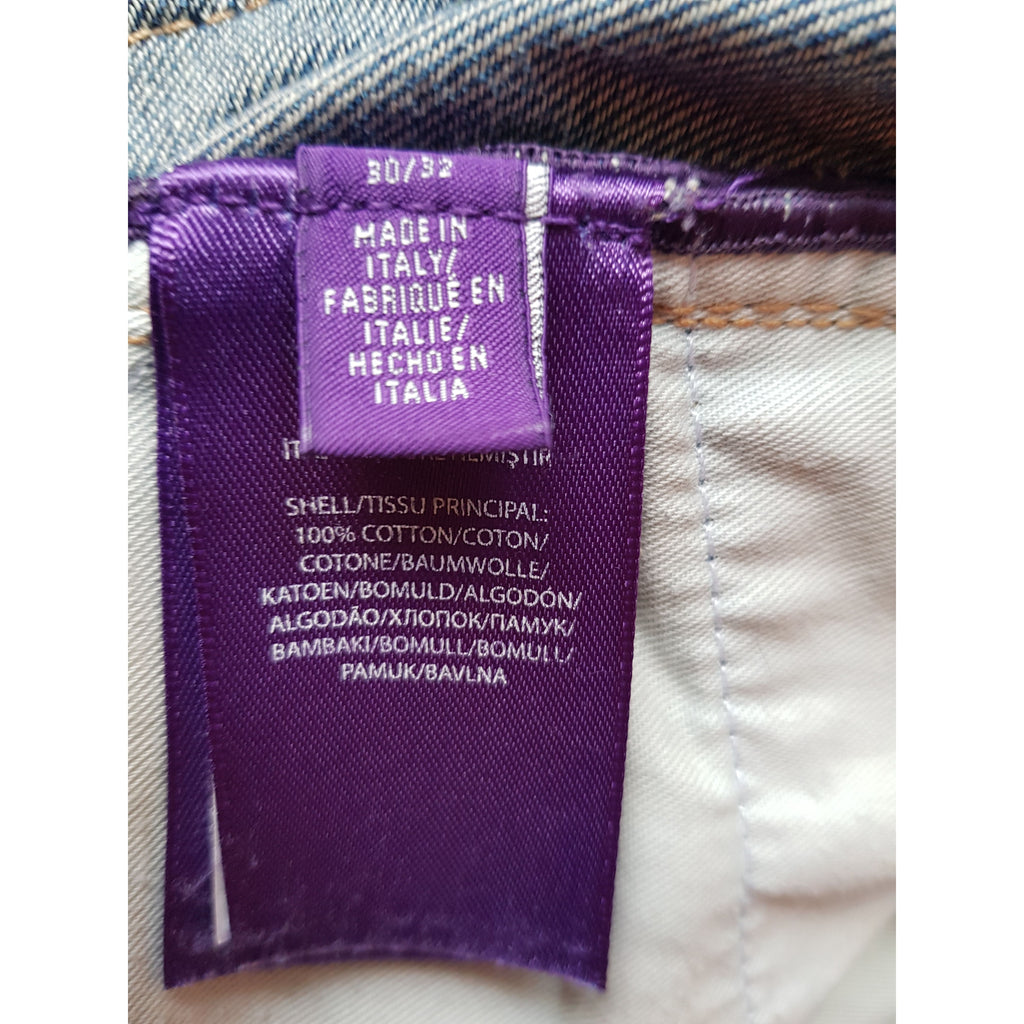 30/32
MADE IN
ITALY/
FABRIQUÉ EN
ITALIE/
HECHO EN
ITALIA
SHELL/TISSU PRINCIPAL:
100% COTTON/COTON/
COTONE/BAUMWOLLE/
KATOEN/BOMULD/ALGODÓN/
ALGODÃO/ХЛОПОК/ПАМУК/
BAMBAKI/BOMULL/BOMULL/
PAMUK/BAVLNA